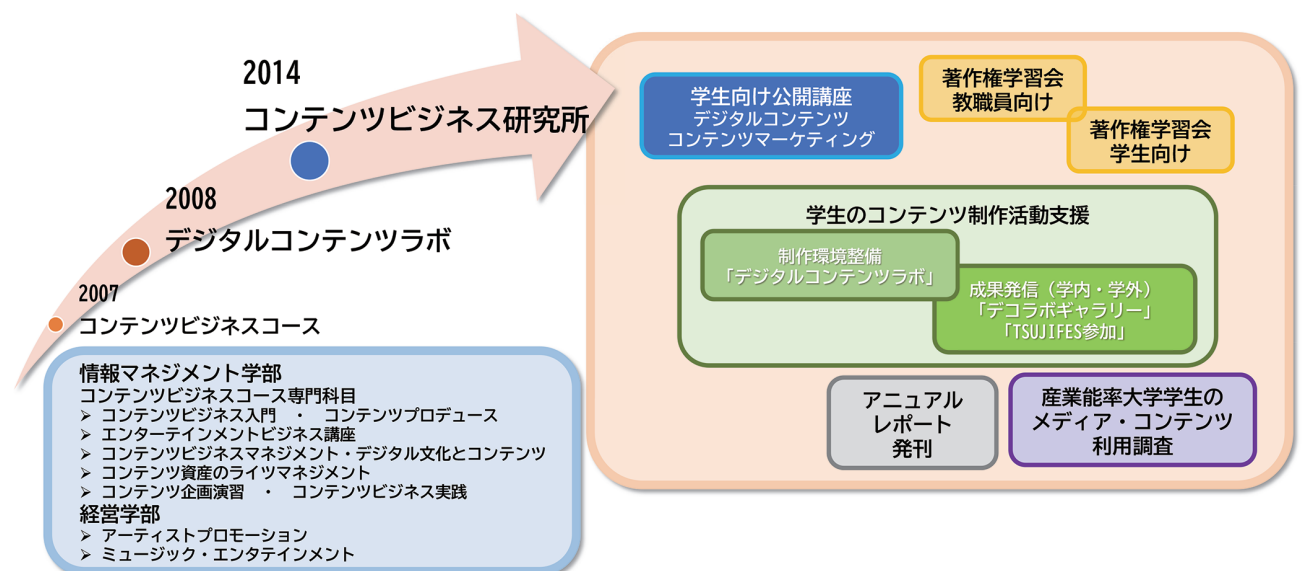 2014
コンテンツビジネス研究所
2008
デジタルコンテンツラボ
2007
コンテンツビジネスコース
情報マネジメント学部
コンテンツビジネスコース専門科目
➢ コンテンツビジネス入門 ・ コンテンツプロデュース
➢ エンターテインメントビジネス講座
➢ コンテンツビジネスマネジメント・デジタル文化とコンテンツ
➢ コンテンツ資産のライツマネジメント
➢ コンテンツ企画演習 ・ コンテンツビジネス実践
経営学部
➢ アーティストプロモーション
➢ ミュージック・エンタテインメント
学生向け公開講座
デジタルコンテンツ
コンテンツマーケティング
著作権学習会
教職員向け
著作権学習会
学生向け
学生のコンテンツ制作活動支援
制作環境整備
「デジタルコンテンツラボ」
成果発信（学内・学外）
「デコラボギャラリー」
「TSUJIFES参加」
アニュアル
レポート
発刊
産業能率大学学生の
メディア・コンテンツ
利用調査